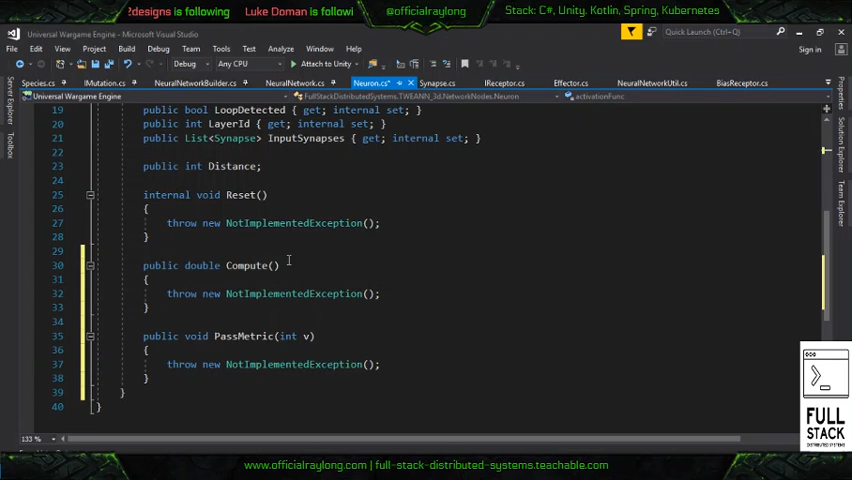 ?designs is following Luke Doman is followi
@officialraylong
Stack: C#, Unity, Kotlin, Spring, Kubernetes
Universal Wargame Engine - Microsoft Visual Studio
Quick Launch (Ctrl+Q)
File Edit View Project Build Debug Team Tools Test Analyze Window Help
Sign in
Debug Any CPU Attach to Unity
Species.cs IMutation.cs NeuralNetworkBuilder.cs NeuralNetwork.cs Neuron.cs* Synapse.cs IReceptor.cs Effector.cs NeuralNetworkUtil.cs BiasReceptor.cs
Universal Wargame Engine FullStackDistributedSystems.TWEANN_3d.NetworkNodes.Neuron activationFunc
Server Explorer
Toolbox
Properties
Solution Explorer
Team Explorer
19 public bool LoopDetected { get; internal set; }
20 public int LayerId { get; internal set; }
21 public List<Synapse> InputSynapses { get; internal set; }
22
23 public int Distance;
24
25 internal void Reset()
26 {
27 throw new NotImplementedException();
28 }
29
30 public double Compute()
31 {
32 throw new NotImplementedException();
33 }
34
35 public void PassMetric(int v)
36 {
37 throw new NotImplementedException();
38 }
39 }
40 }
133 %
FULL
STACK
DISTRIBUTED
SYSTEMS
www.officialraylong.com | full-stack-distributed-systems.teachable.com